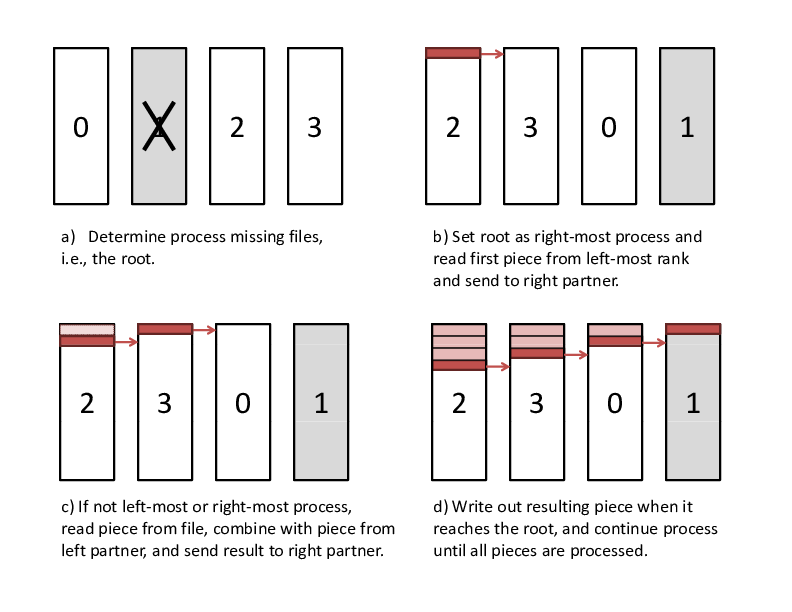 0 1 2 3
a) Determine process missing files,
i.e., the root.
2 3 0 1
b) Set root as right-most process and
read first piece from left-most rank
and send to right partner.
2 3 0 1
c) If not left-most or right-most process,
read piece from file, combine with piece from
left partner, and send result to right partner.
2 3 0 1
d) Write out resulting piece when it
reaches the root, and continue process
until all pieces are processed.